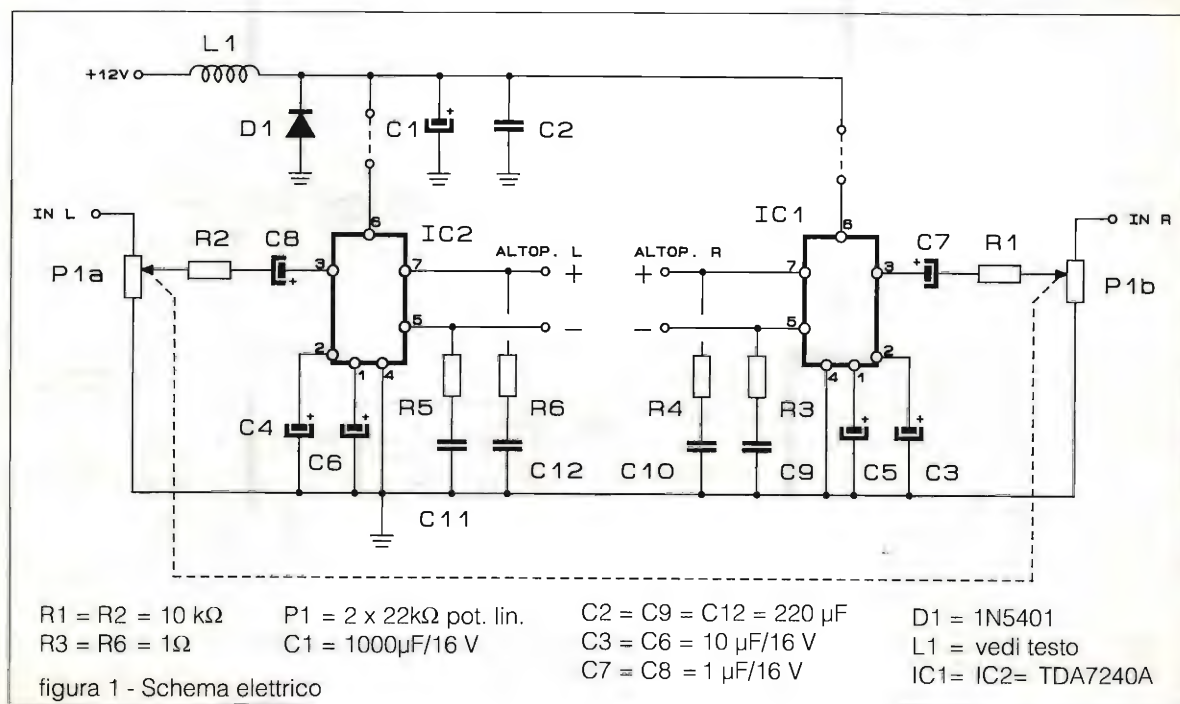 L1
+12V
D1
C1
+
C2
IN L
P1a
R2
C8
+
3
6
IC2
7
5
2
1
4
ALTOP. L
+
−
ALTOP. R
+
−
IC1
6
7
3
5
2
4
1
C7
+
R1
IN R
P1b
C4
+
C6
+
R5
R6
C12
C11
R4
R3
C10
C9
C5
+
C3
+
R1 = R2 = 10 kΩ
R3 = R6 = 1Ω
P1 = 2 x 22kΩ pot. lin.
C1 = 1000µF/16 V
C2 = C9 = C12 = 220 µF
C3 = C6 = 10 µF/16 V
C7 = C8 = 1 µF/16 V
D1 = 1N5401
L1 = vedi testo
IC1= IC2= TDA7240A
figura 1 - Schema elettrico